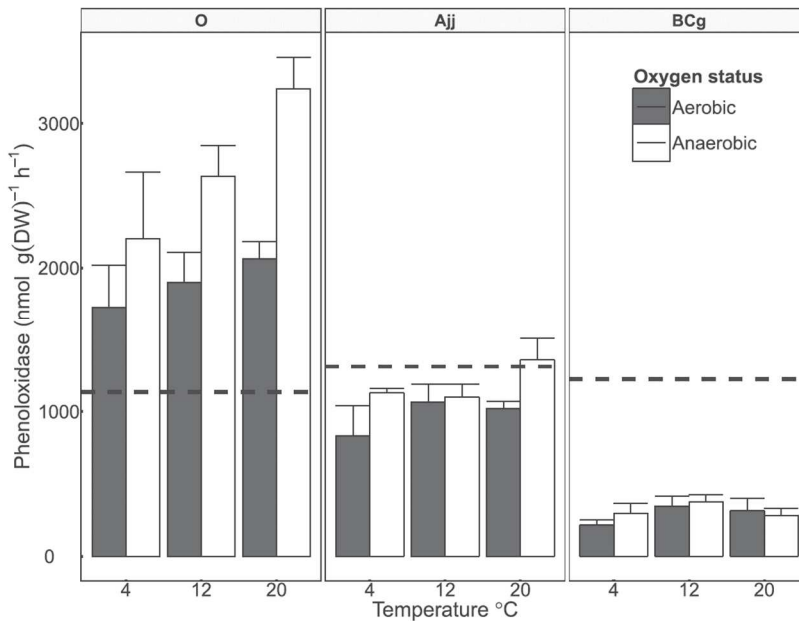 O
Ajj
BCg
Oxygen status
Aerobic
Anaerobic
Phenoloxidase (nmol g(DW)⁻¹ h⁻¹)
3000
2000
1000
0
4 12 20 4 12 20 4 12 20
Temperature °C